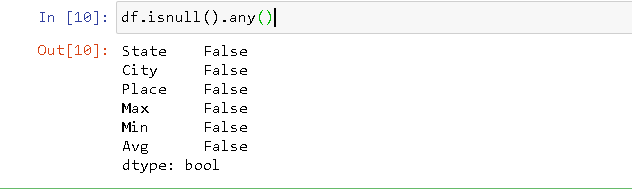 In [10]: df.isnull().any()
Out[10]: State    False
City     False
Place    False
Max      False
Min      False
Avg      False
dtype: bool